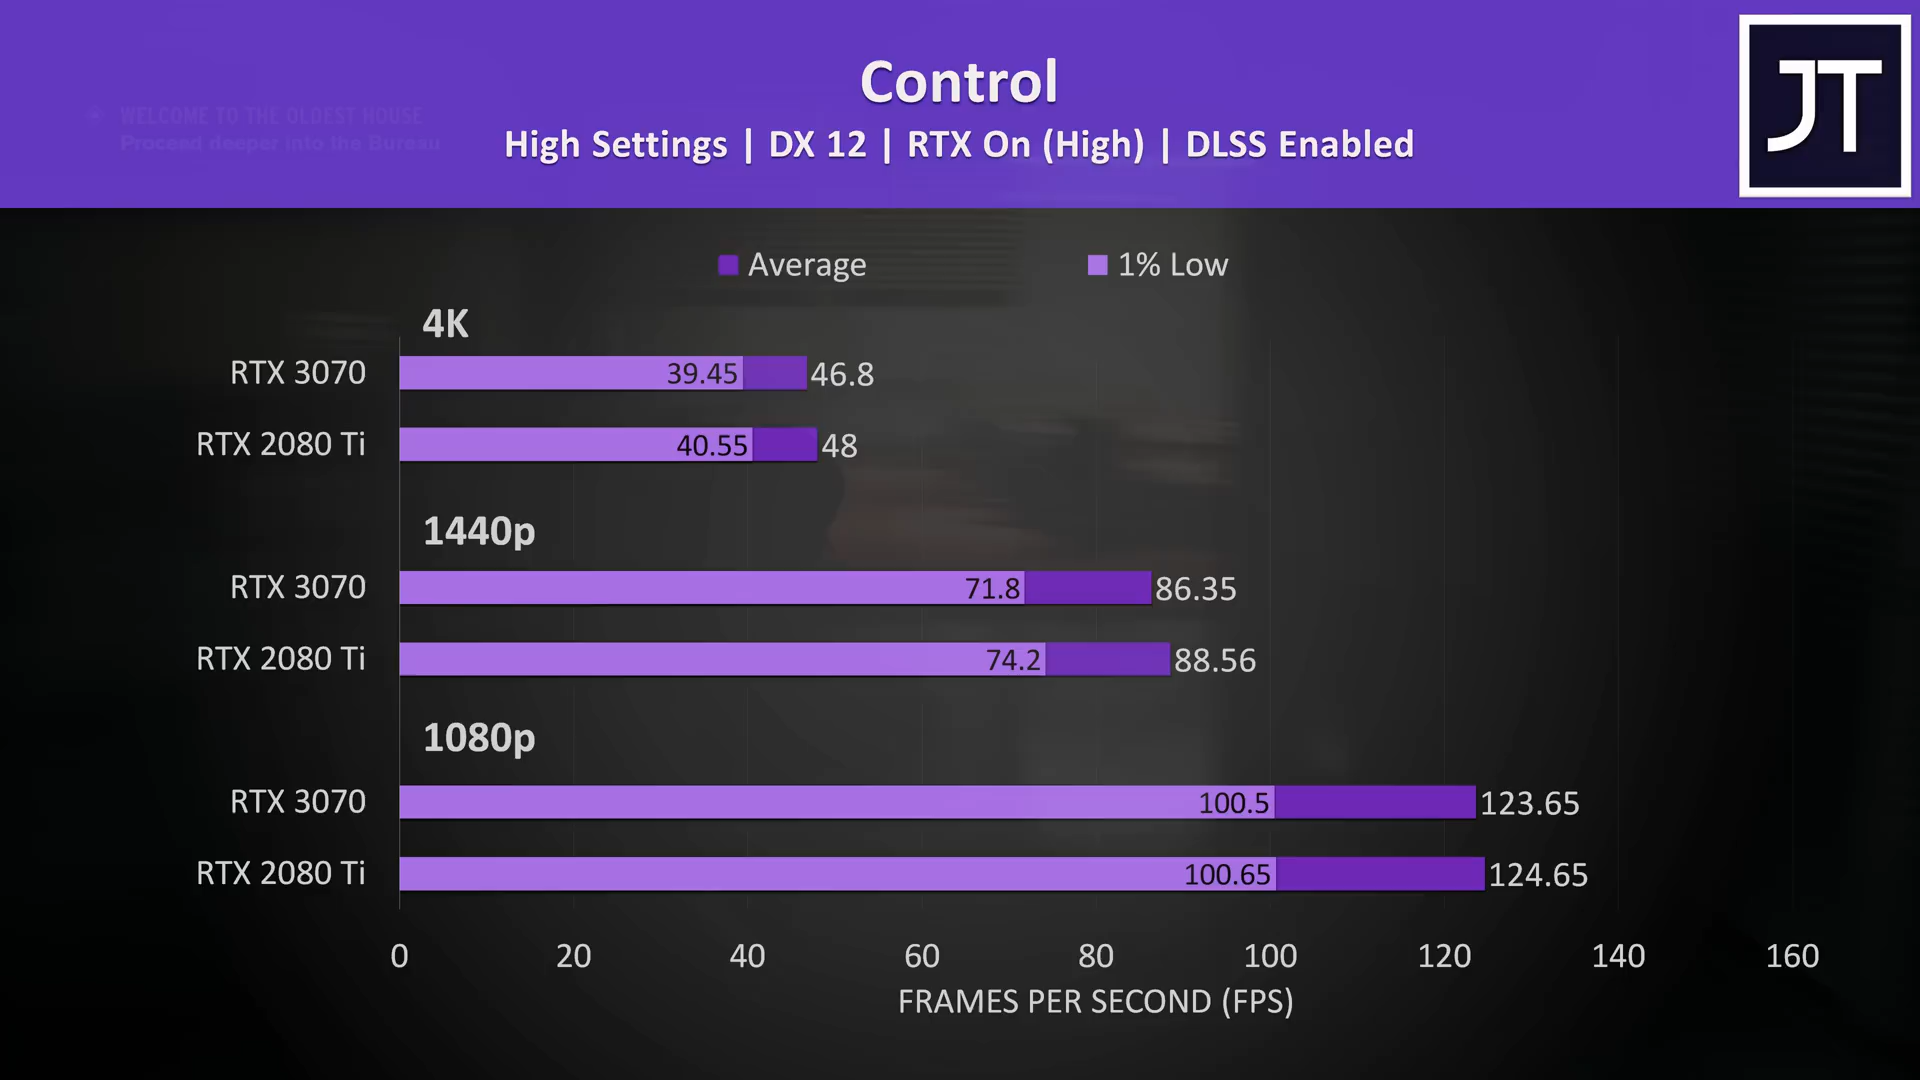 Control
WELCOME TO THE OLDEST HOUSE
Proceed deeper into the Bureau
High Settings | DX 12 | RTX On (High) | DLSS Enabled
JT
Average
1% Low
4K
RTX 3070 39.45 46.8
RTX 2080 Ti 40.55 48
1440p
RTX 3070 71.8 86.35
RTX 2080 Ti 74.2 88.56
1080p
RTX 3070 100.5 123.65
RTX 2080 Ti 100.65 124.65
0 20 40 60 80 100 120 140 160
FRAMES PER SECOND (FPS)